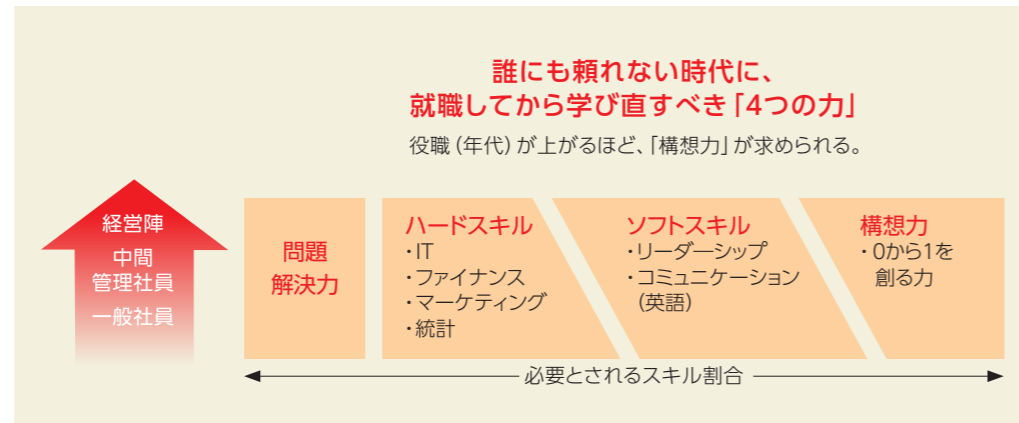 誰にも頼れない時代に、
就職してから学び直すべき「4つの力」
役職（年代）が上がるほど、「構想力」が求められる。
経営陣
中間
管理社員
一般社員
問題
解決力
ハードスキル
・IT
・ファイナンス
・マーケティング
・統計
ソフトスキル
・リーダーシップ
・コミュニケーション
（英語）
構想力
・0から1を
創る力
必要とされるスキル割合